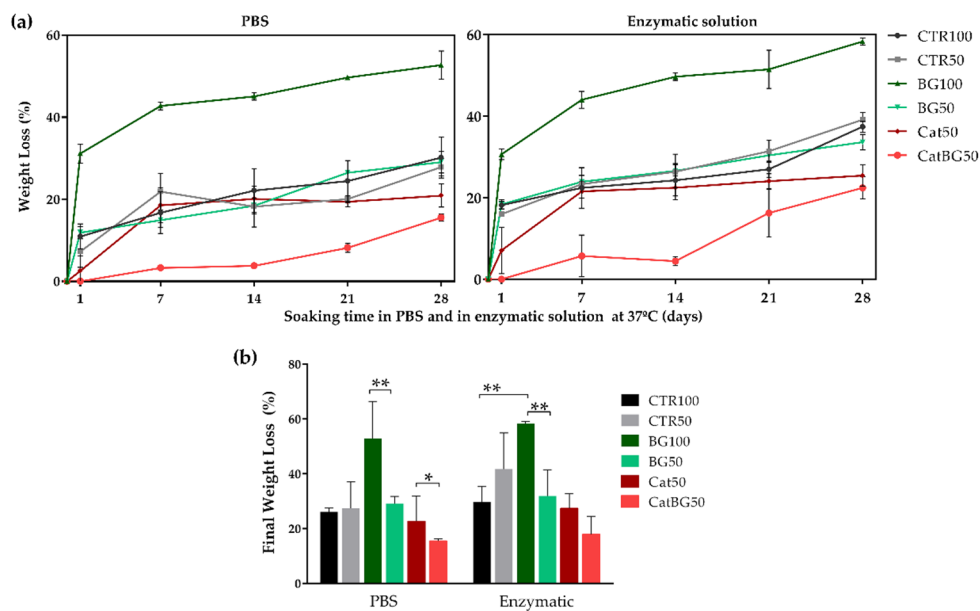 (a)
PBS
Enzymatic solution
Weight Loss (%)
60
40
20
0
1 7 14 21 28
60
40
20
0
1 7 14 21 28
Soaking time in PBS and in enzymatic solution at 37ºC (days)
CTR100
CTR50
BG100
BG50
Cat50
CatBG50
(b)
Final Weight Loss (%)
80
60
40
20
0
**
*
**
**
PBS
Enzymatic
CTR100
CTR50
BG100
BG50
Cat50
CatBG50